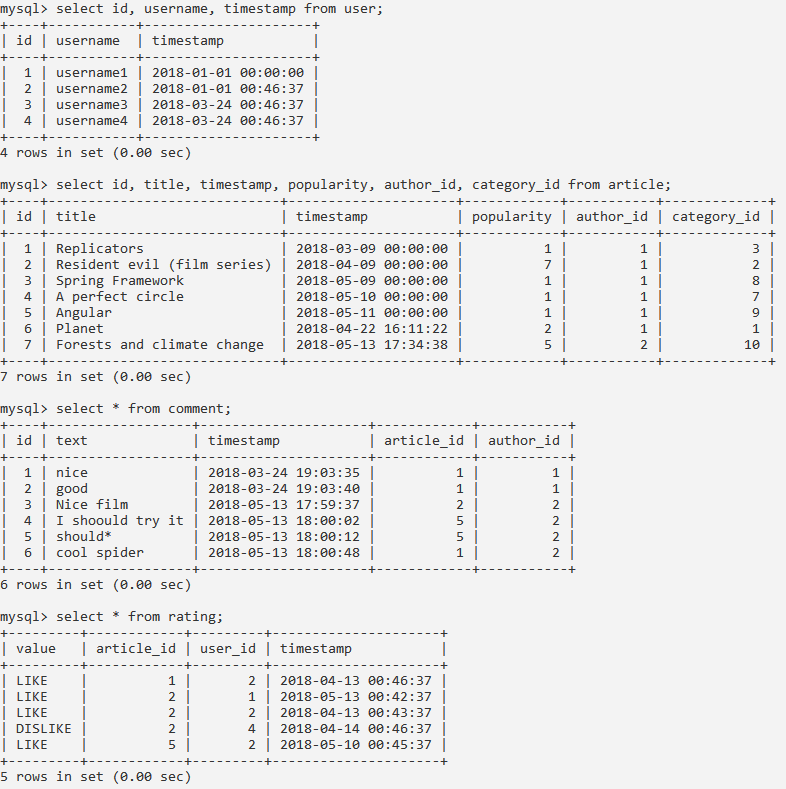 mysql> select id, username, timestamp from user;
+----+-----------+---------------------+
| id | username  | timestamp           |
+----+-----------+---------------------+
|  1 | username1 | 2018-01-01 00:00:00 |
|  2 | username2 | 2018-01-01 00:46:37 |
|  3 | username3 | 2018-03-24 00:46:37 |
|  4 | username4 | 2018-03-24 00:46:37 |
+----+-----------+---------------------+
4 rows in set (0.00 sec)

mysql> select id, title, timestamp, popularity, author_id, category_id from article;
+----+-----------------------------+---------------------+------------+-----------+-------------+
| id | title                       | timestamp           | popularity | author_id | category_id |
+----+-----------------------------+---------------------+------------+-----------+-------------+
|  1 | Replicators                 | 2018-03-09 00:00:00 |          1 |         1 |           3 |
|  2 | Resident evil (film series) | 2018-04-09 00:00:00 |          7 |         1 |           2 |
|  3 | Spring Framework            | 2018-05-09 00:00:00 |          1 |         1 |           8 |
|  4 | A perfect circle            | 2018-05-10 00:00:00 |          1 |         1 |           7 |
|  5 | Angular                     | 2018-05-11 00:00:00 |          1 |         1 |           9 |
|  6 | Planet                      | 2018-04-22 16:11:22 |          2 |         1 |           1 |
|  7 | Forests and climate change  | 2018-05-13 17:34:38 |          5 |         2 |          10 |
+----+-----------------------------+---------------------+------------+-----------+-------------+
7 rows in set (0.00 sec)

mysql> select * from comment;
+----+------------------+---------------------+------------+-----------+
| id | text             | timestamp           | article_id | author_id |
+----+------------------+---------------------+------------+-----------+
|  1 | nice             | 2018-03-24 19:03:35 |          1 |         1 |
|  2 | good             | 2018-03-24 19:03:40 |          1 |         1 |
|  3 | Nice film        | 2018-05-13 17:59:37 |          2 |         2 |
|  4 | I shoould try it | 2018-05-13 18:00:02 |          5 |         2 |
|  5 | should*          | 2018-05-13 18:00:12 |          5 |         2 |
|  6 | cool spider      | 2018-05-13 18:00:48 |          1 |         2 |
+----+------------------+---------------------+------------+-----------+
6 rows in set (0.00 sec)

mysql> select * from rating;
+---------+------------+---------+---------------------+
| value   | article_id | user_id | timestamp           |
+---------+------------+---------+---------------------+
| LIKE    |          1 |       2 | 2018-04-13 00:46:37 |
| LIKE    |          2 |       1 | 2018-05-13 00:42:37 |
| LIKE    |          2 |       2 | 2018-04-13 00:43:37 |
| DISLIKE |          2 |       4 | 2018-04-14 00:46:37 |
| LIKE    |          5 |       2 | 2018-05-10 00:45:37 |
+---------+------------+---------+---------------------+
5 rows in set (0.00 sec)